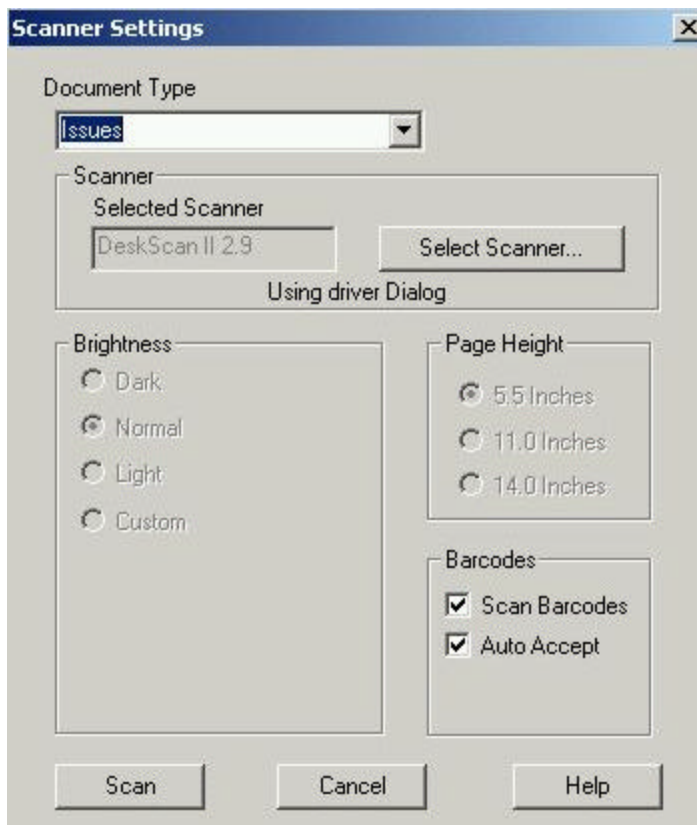 Scanner Settings
Document Type
Issues
Scanner
Selected Scanner
DeskScan II 2.9
Select Scanner...
Using driver Dialog
Brightness
Dark
Normal
Light
Custom
Page Height
5.5 Inches
11.0 Inches
14.0 Inches
Barcodes
Scan Barcodes
Auto Accept
Scan
Cancel
Help